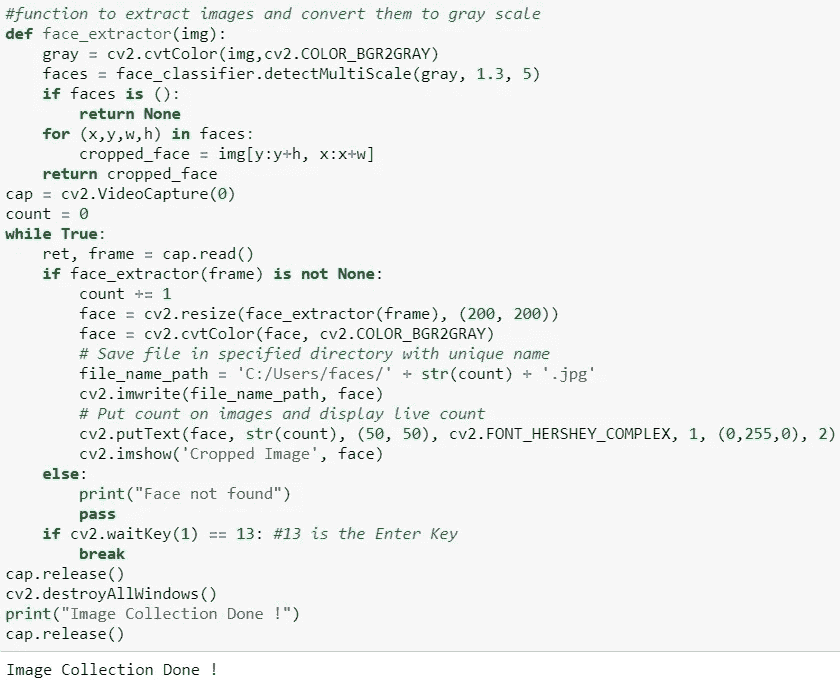 #function to extract images and convert them to gray scale
def face_extractor(img):
    gray = cv2.cvtColor(img,cv2.COLOR_BGR2GRAY)
    faces = face_classifier.detectMultiScale(gray, 1.3, 5)
    if faces is ():
        return None
    for (x,y,w,h) in faces:
        cropped_face = img[y:y+h, x:x+w]
    return cropped_face
cap = cv2.VideoCapture(0)
count = 0
while True:
    ret, frame = cap.read()
    if face_extractor(frame) is not None:
        count += 1
        face = cv2.resize(face_extractor(frame), (200, 200))
        face = cv2.cvtColor(face, cv2.COLOR_BGR2GRAY)
        # Save file in specified directory with unique name
        file_name_path = 'C:/Users/faces/' + str(count) + '.jpg'
        cv2.imwrite(file_name_path, face)
        # Put count on images and display live count
        cv2.putText(face, str(count), (50, 50), cv2.FONT_HERSHEY_COMPLEX, 1, (0,255,0), 2)
        cv2.imshow('Cropped Image', face)
    else:
        print("Face not found")
        pass
    if cv2.waitKey(1) == 13: #13 is the Enter Key
        break
cap.release()
cv2.destroyAllWindows()
print("Image Collection Done !")
cap.release()
Image Collection Done !